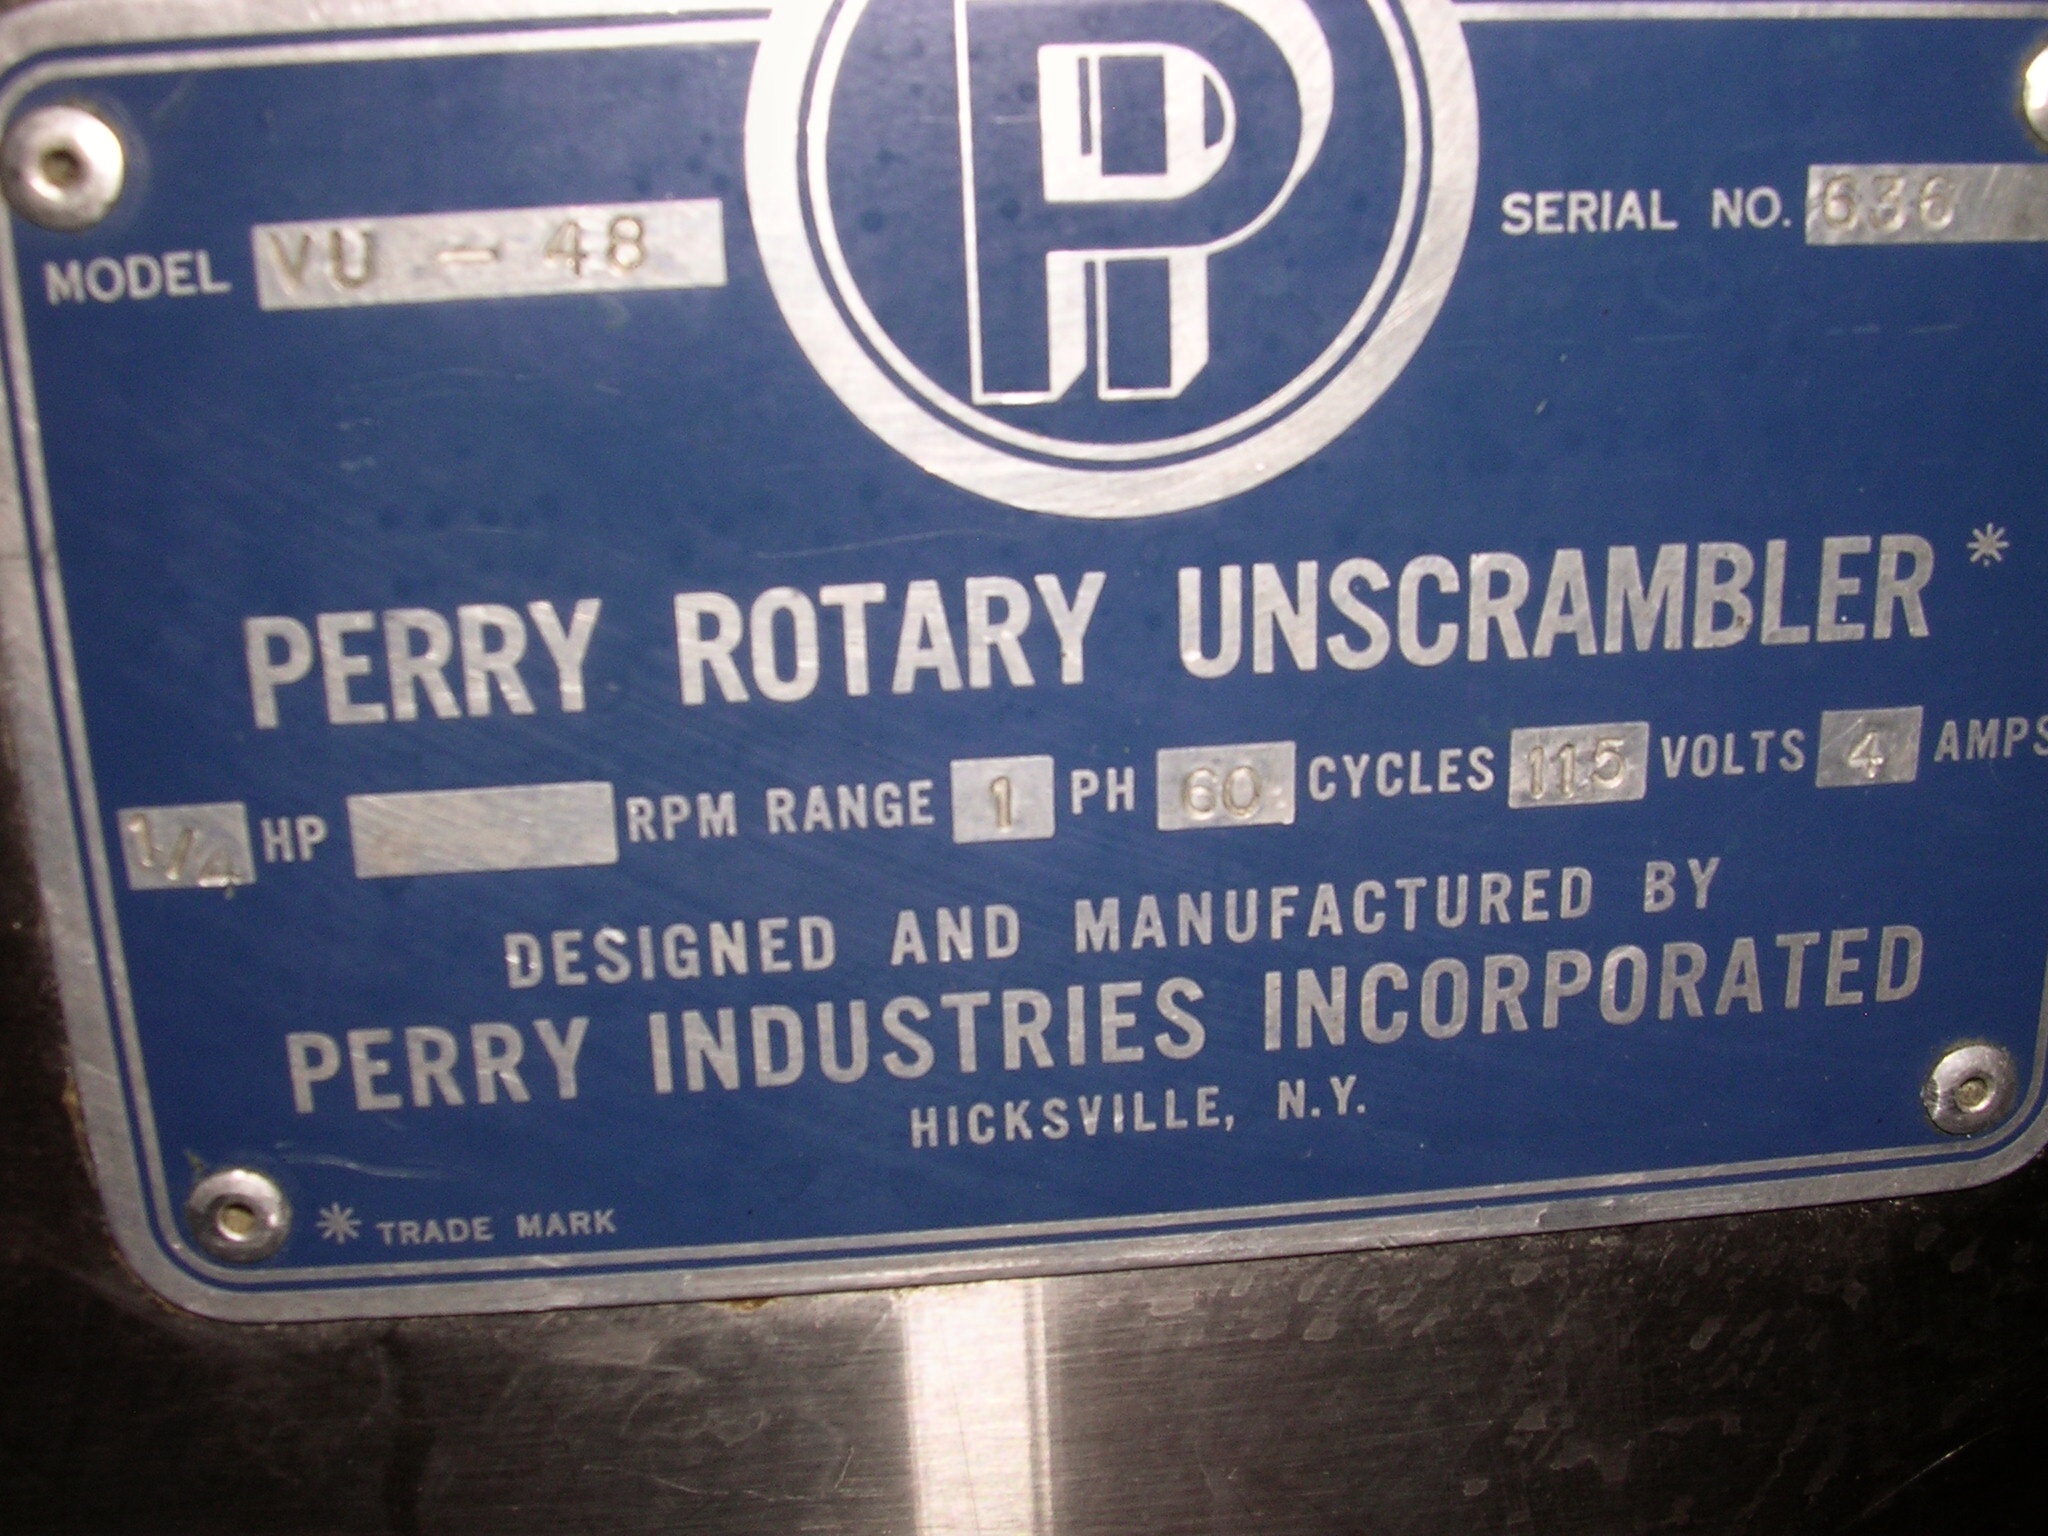 MODEL VU - 48
SERIAL NO. 636
PERRY ROTARY UNSCRAMBLER*
1/4 HP RPM RANGE 1 PH 60 CYCLES 115 VOLTS 4 AMPS
DESIGNED AND MANUFACTURED BY
PERRY INDUSTRIES INCORPORATED
HICKSVILLE, N.Y.
* TRADE MARK